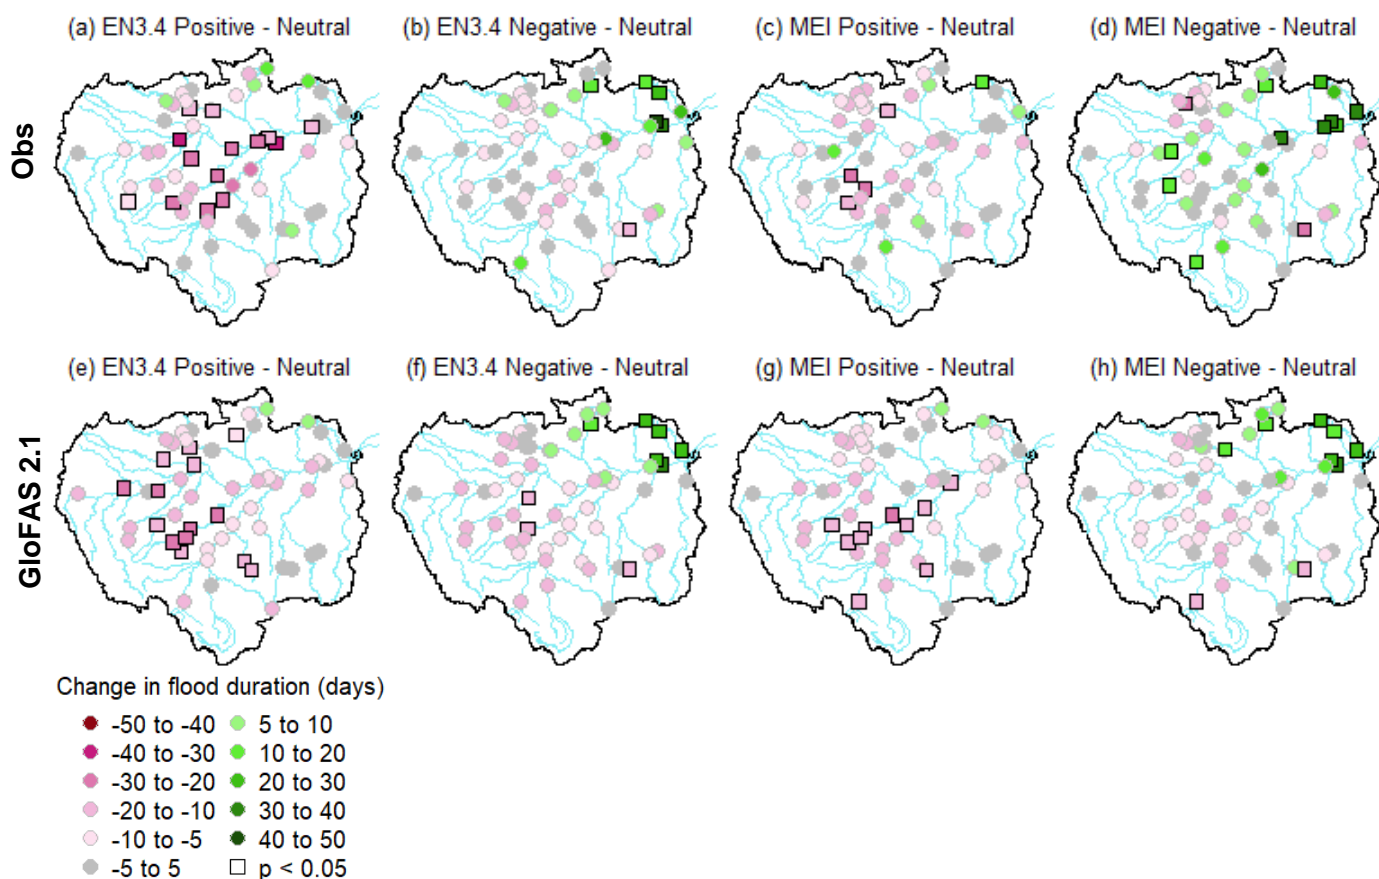 (a) EN3.4 Positive - Neutral
(b) EN3.4 Negative - Neutral
(c) MEI Positive - Neutral
(d) MEI Negative - Neutral
Obs
(e) EN3.4 Positive - Neutral
(f) EN3.4 Negative - Neutral
(g) MEI Positive - Neutral
(h) MEI Negative - Neutral
GloFAS 2.1
Change in flood duration (days)
-50 to -40
-40 to -30
-30 to -20
-20 to -10
-10 to -5
-5 to 5
5 to 10
10 to 20
20 to 30
30 to 40
40 to 50
p < 0.05